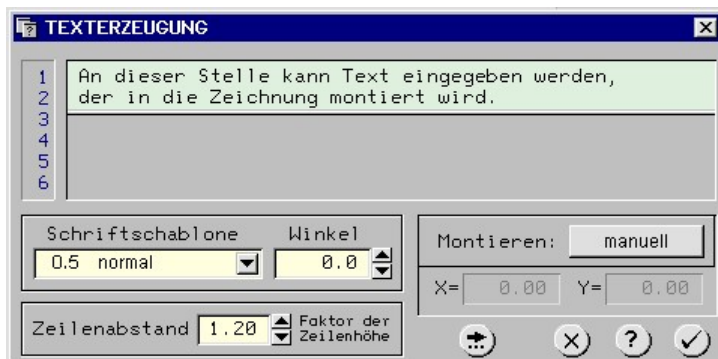 TEXTERZEUGUNG
1 An dieser Stelle kann Text eingegeben werden,
2 der in die Zeichnung montiert wird.
3
4
5
6
Schriftschablone Winkel
0.5 normal 0.0
Montieren: manuell
X= 0.00 Y= 0.00
Zeilenabstand 1.20 Faktor der
Zeilenhöhe
?